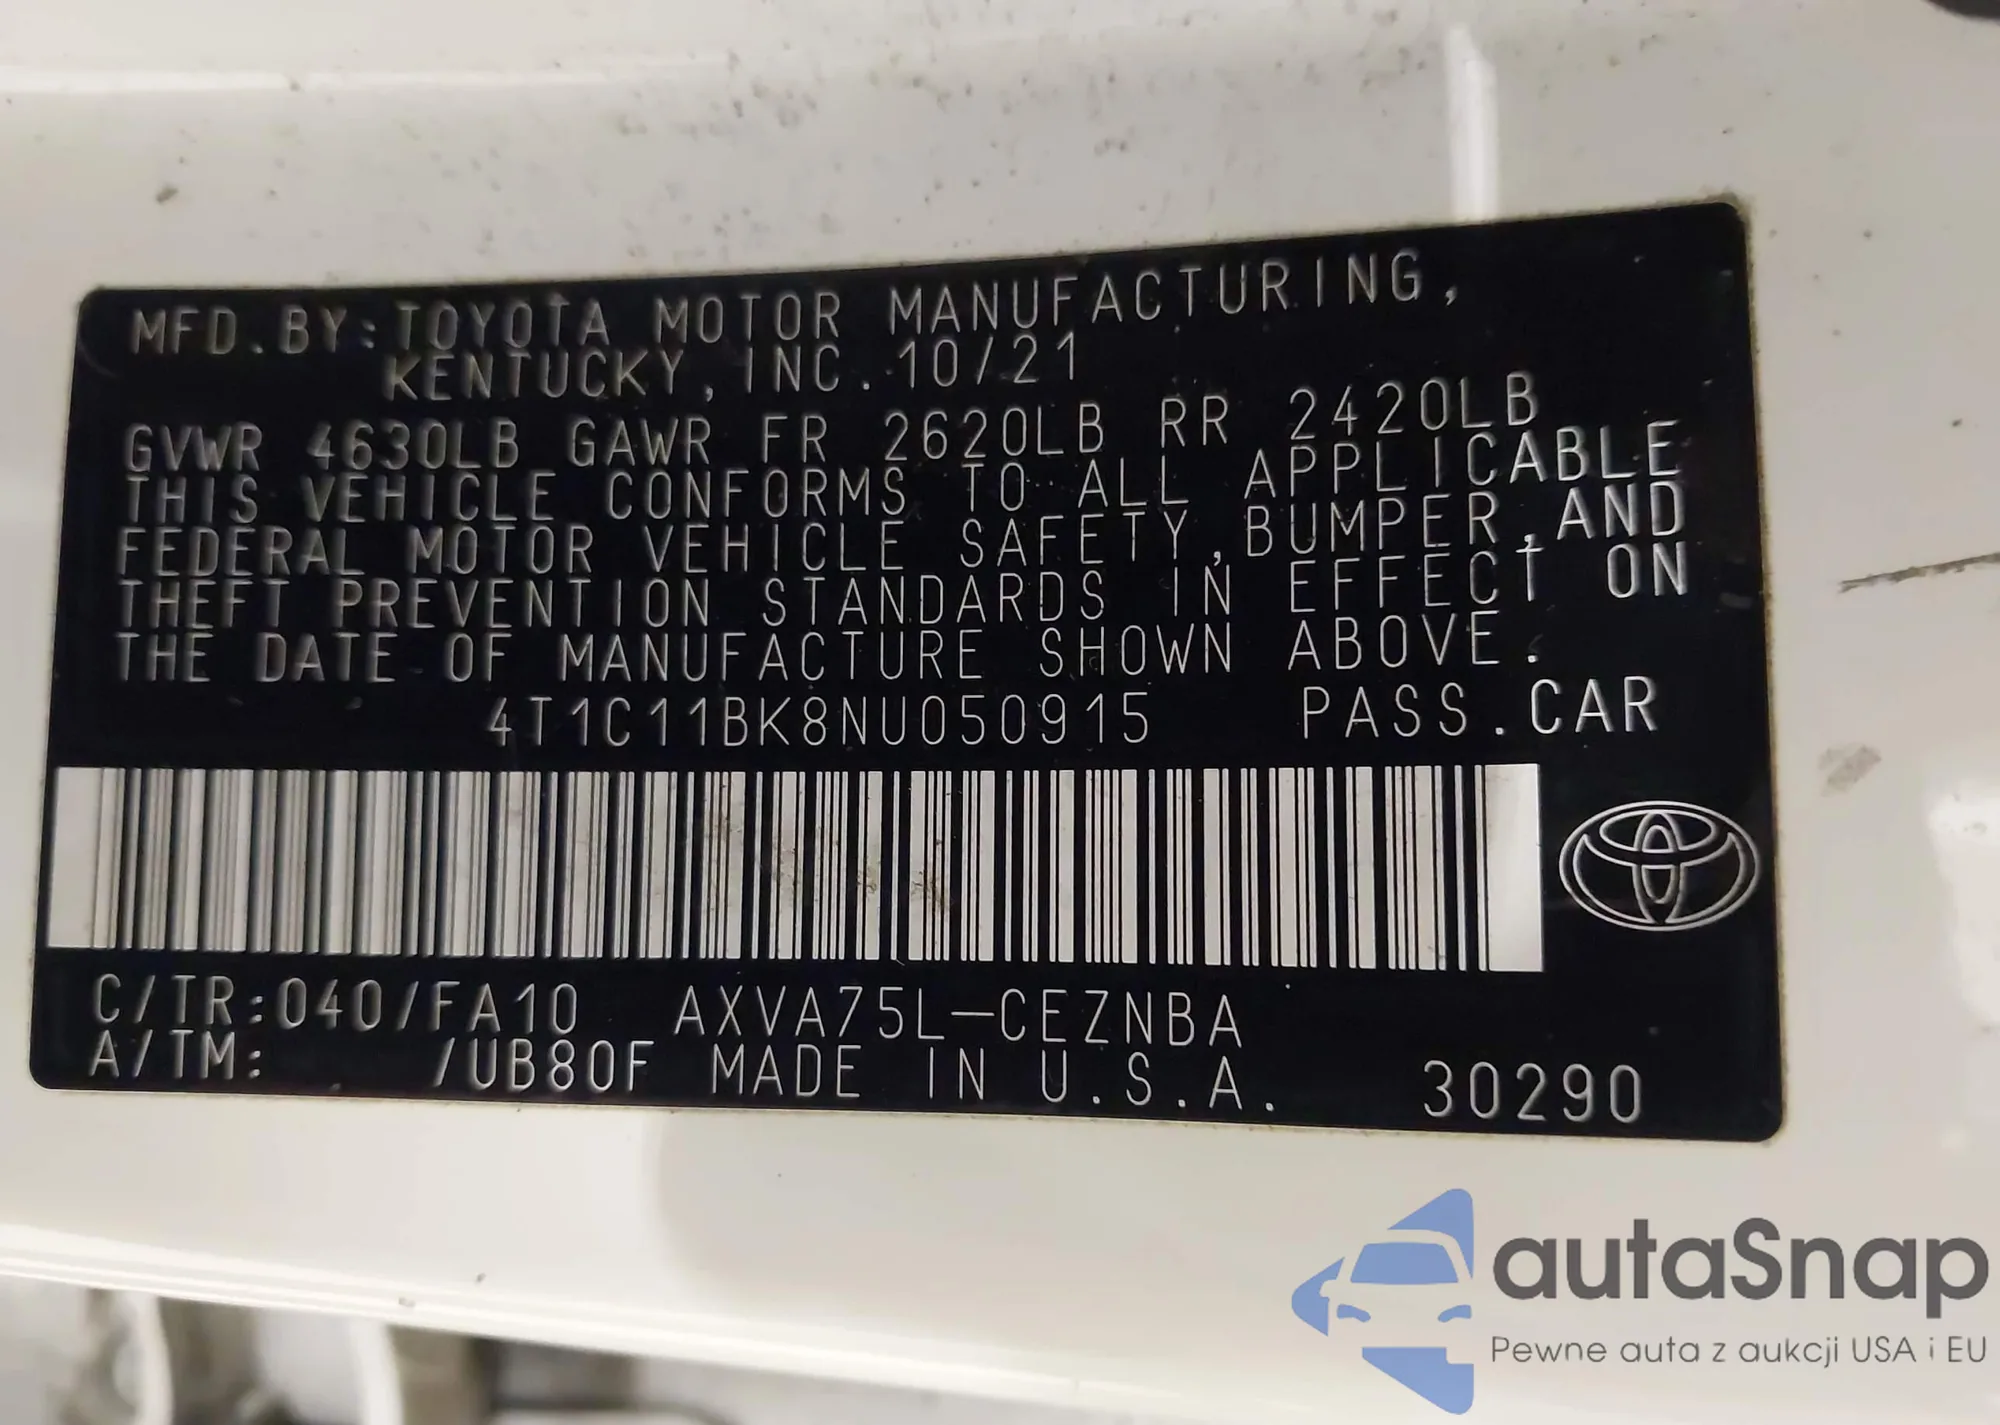 MFD.BY:TOYOTA MOTOR MANUFACTURING,
KENTUCKY, INC. 10/21
GVWR 4630LB GAWR FR 2620LB RR 2420LB
THIS VEHICLE CONFORMS TO ALL APPLICABLE
FEDERAL MOTOR VEHICLE SAFETY,BUMPER,AND
THEFT PREVENTION STANDARDS IN EFFECT ON
THE DATE OF MANUFACTURE SHOWN ABOVE.
4T1C11BK8NU050915 PASS.CAR
C/TR:040/FA10 AXVA75L-CEZNBA
A/TM: /UB80F MADE IN U.S.A. 30290
autaSnap
Pewne auta z aukcji USA i EU